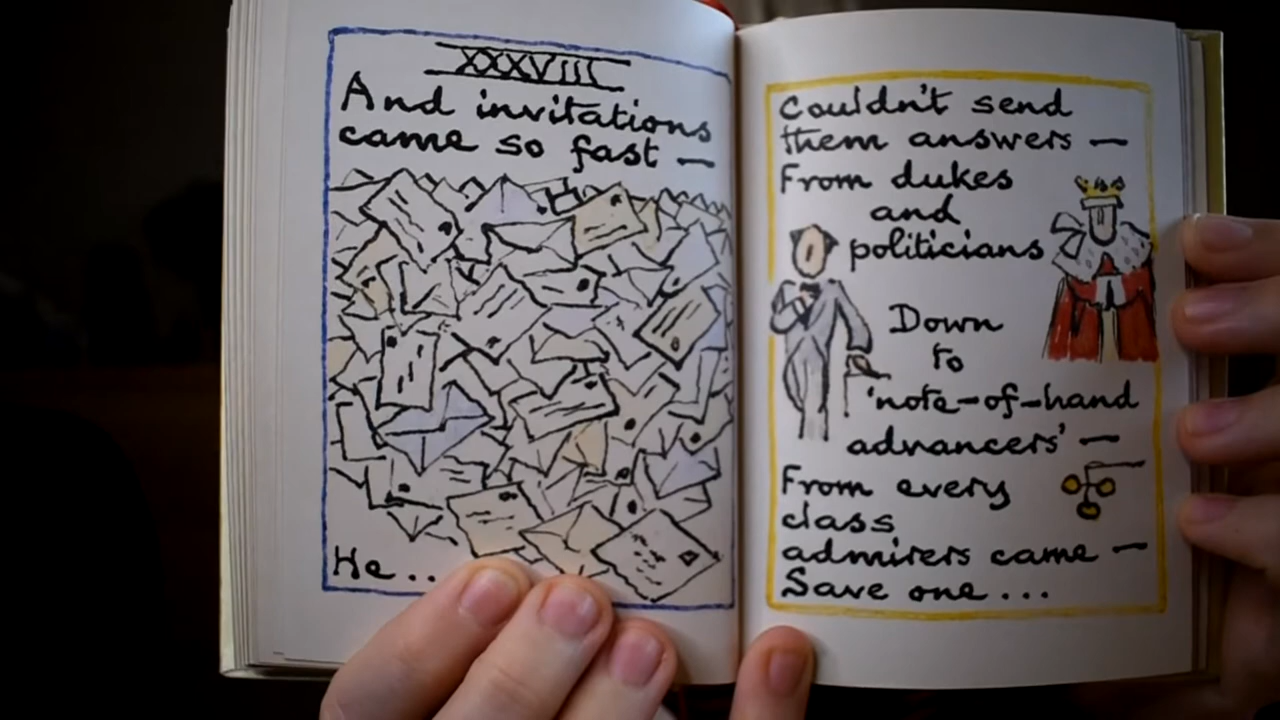 XXXVIII
And invitations
came so fast —
He ..
Couldn't send
them answers —
From dukes
and
politicians
Down
to
'note-of-hand
advancers' —
From every
class
admirers came —
Save one ...